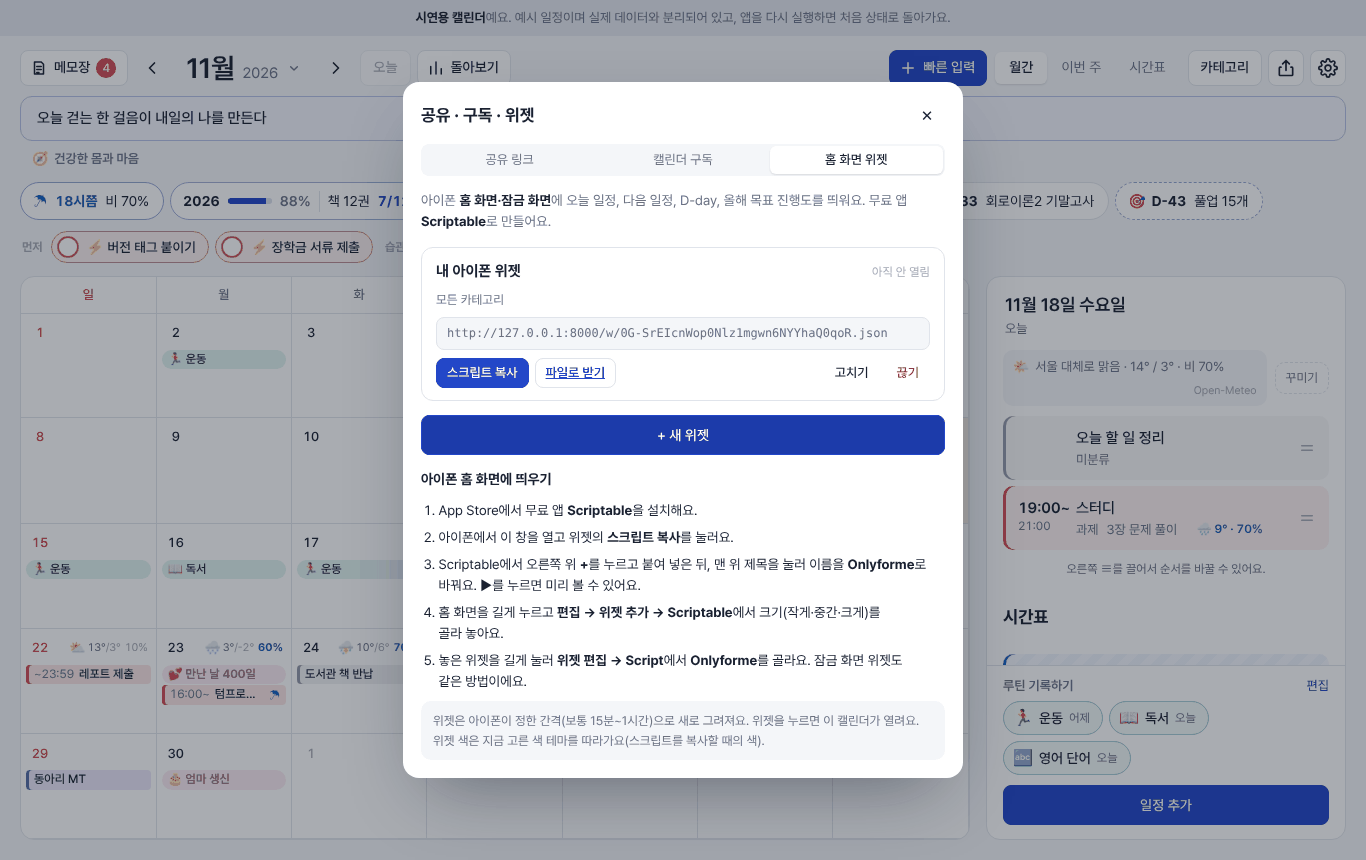 시연용 캘린더예요. 예시 일정이며 실제 데이터와 분리되어 있고, 앱을 다시 실행하면 처음 상태로 돌아가요.
메모장 4
11월 2026
오늘
돌아보기
+ 빠른 입력
월간
이번 주
시간표
카테고리
오늘 걷는 한 걸음이 내일의 나를 만든다
건강한 몸과 마음
18시쯤 비 70%
2026 88% 책 12권 7/1
33 회로이론2 기말고사
D-43 풀업 15개
먼저
버전 태그 붙이기
장학금 서류 제출
습관
일 월 화
1
2
운동
3
8
9
10
15
운동
16
독서
17
운동
22 13°/3° 10%
~23:59 레포트 제출
23 3°/-2° 60%
만난 날 400일
16:00~ 텀프로…
24 10°/6°
도서관 책 반납
29
동아리 MT
30
엄마 생신
1
공유 · 구독 · 위젯
×
공유 링크
캘린더 구독
홈 화면 위젯
아이폰 홈 화면·잠금 화면에 오늘 일정, 다음 일정, D-day, 올해 목표 진행도를 띄워요. 무료 앱
Scriptable로 만들어요.
내 아이폰 위젯
아직 안 열림
모든 카테고리
http://127.0.0.1:8000/w/0G-SrEIcnWop0Nlz1mgwn6NYYhaQ0qoR.json
스크립트 복사
파일로 받기
고치기
끊기
+ 새 위젯
아이폰 홈 화면에 띄우기
1. App Store에서 무료 앱 Scriptable을 설치해요.
2. 아이폰에서 이 창을 열고 위젯의 스크립트 복사를 눌러요.
3. Scriptable에서 오른쪽 위 +를 누르고 붙여 넣은 뒤, 맨 위 제목을 눌러 이름을 Onlyforme로
바꿔요. ▶를 누르면 미리 볼 수 있어요.
4. 홈 화면을 길게 누르고 편집 → 위젯 추가 → Scriptable에서 크기(작게·중간·크게)를
골라 놓아요.
5. 놓은 위젯을 길게 눌러 위젯 편집 → Script에서 Onlyforme를 골라요. 잠금 화면 위젯도
같은 방법이에요.
위젯은 아이폰이 정한 간격(보통 15분~1시간)으로 새로 그려져요. 위젯을 누르면 이 캘린더가 열려요.
위젯 색은 지금 고른 색 테마를 따라가요(스크립트를 복사할 때의 색).
11월 18일 수요일
오늘
서울 대체로 맑음 · 14° / 3° · 비 70%
Open-Meteo
꾸미기
오늘 할 일 정리
미분류
19:00~ 스터디
21:00 과제 3장 문제 풀이 9° · 70%
오른쪽 ≡를 끌어서 순서를 바꿀 수 있어요.
시간표
루틴 기록하기
편집
운동 어제
독서 오늘
abc 영어 단어 오늘
일정 추가